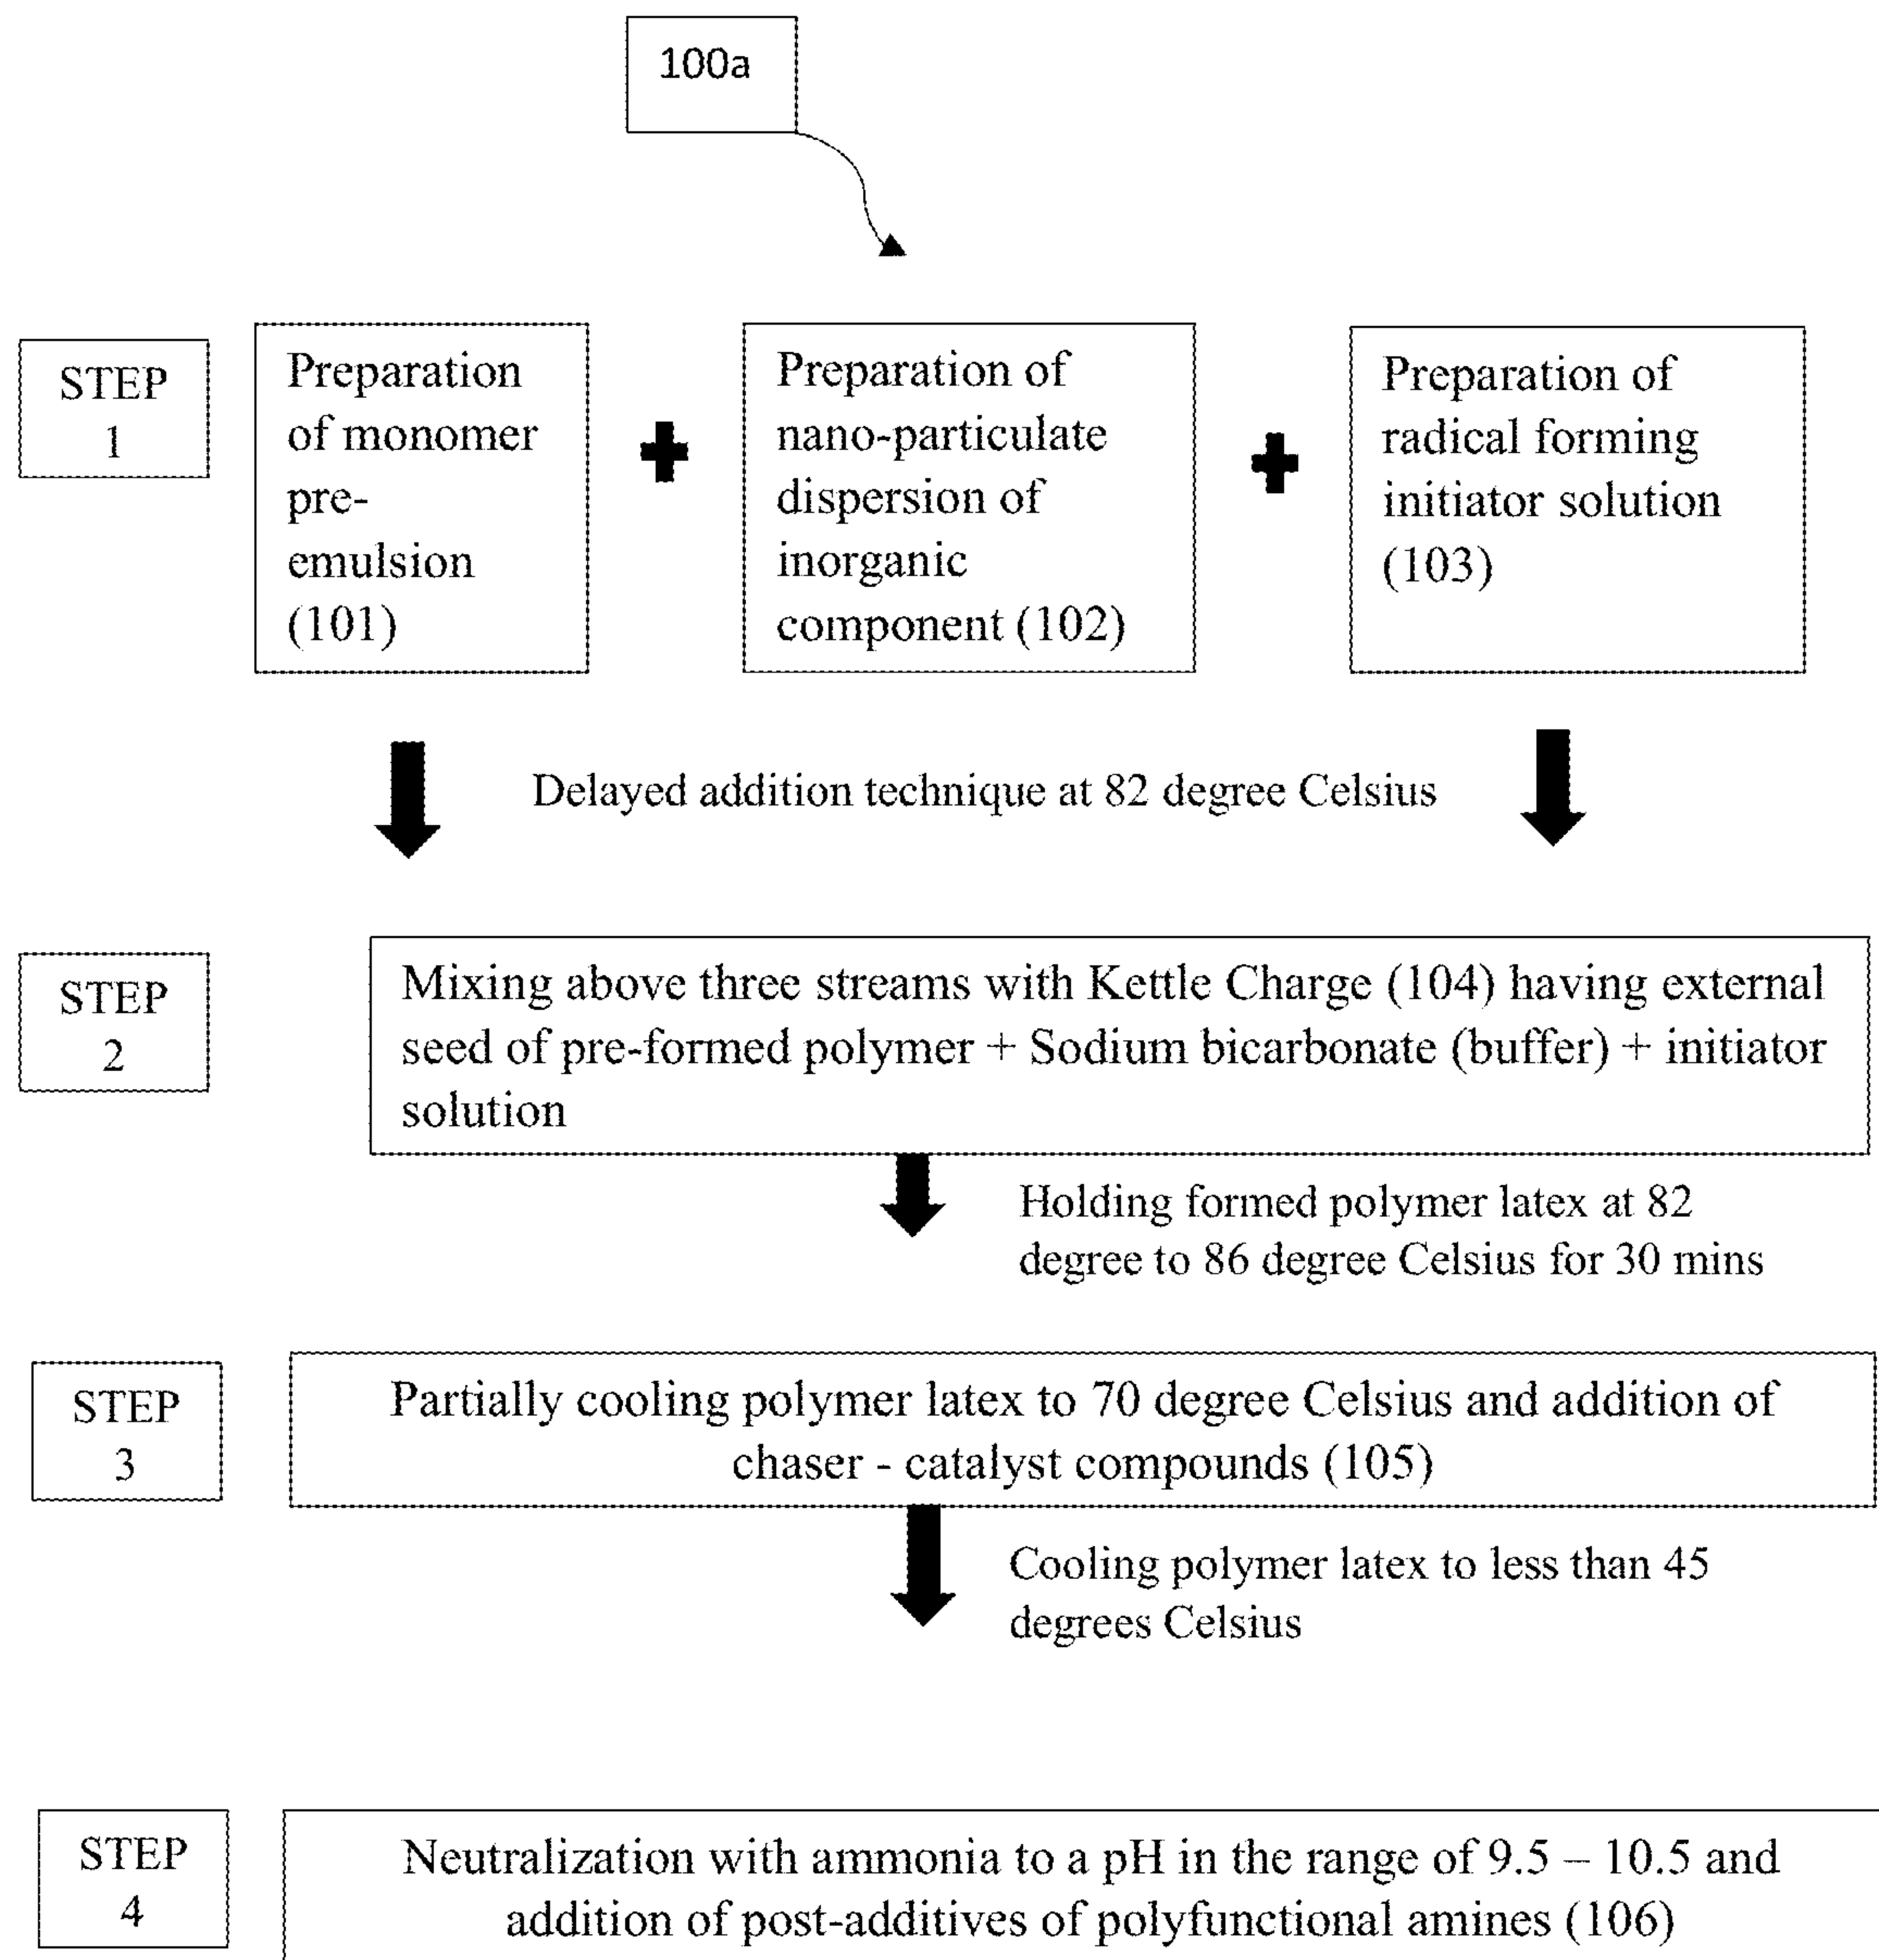 100a
STEP
1
Preparation
of monomer
pre-
emulsion
(101)
Preparation of
nano-particulate
dispersion of
inorganic
component (102)
Preparation of
radical forming
initiator solution
(103)
Delayed addition technique at 82 degree Celsius
STEP
2
Mixing above three streams with Kettle Charge (104) having external
seed of pre-formed polymer + Sodium bicarbonate (buffer) + initiator
solution
Holding formed polymer latex at 82
degree to 86 degree Celsius for 30 mins
STEP
3
Partially cooling polymer latex to 70 degree Celsius and addition of
chaser - catalyst compounds (105)
Cooling polymer latex to less than 45
degrees Celsius
STEP
4
Neutralization with ammonia to a pH in the range of 9.5 – 10.5 and
addition of post-additives of polyfunctional amines (106)